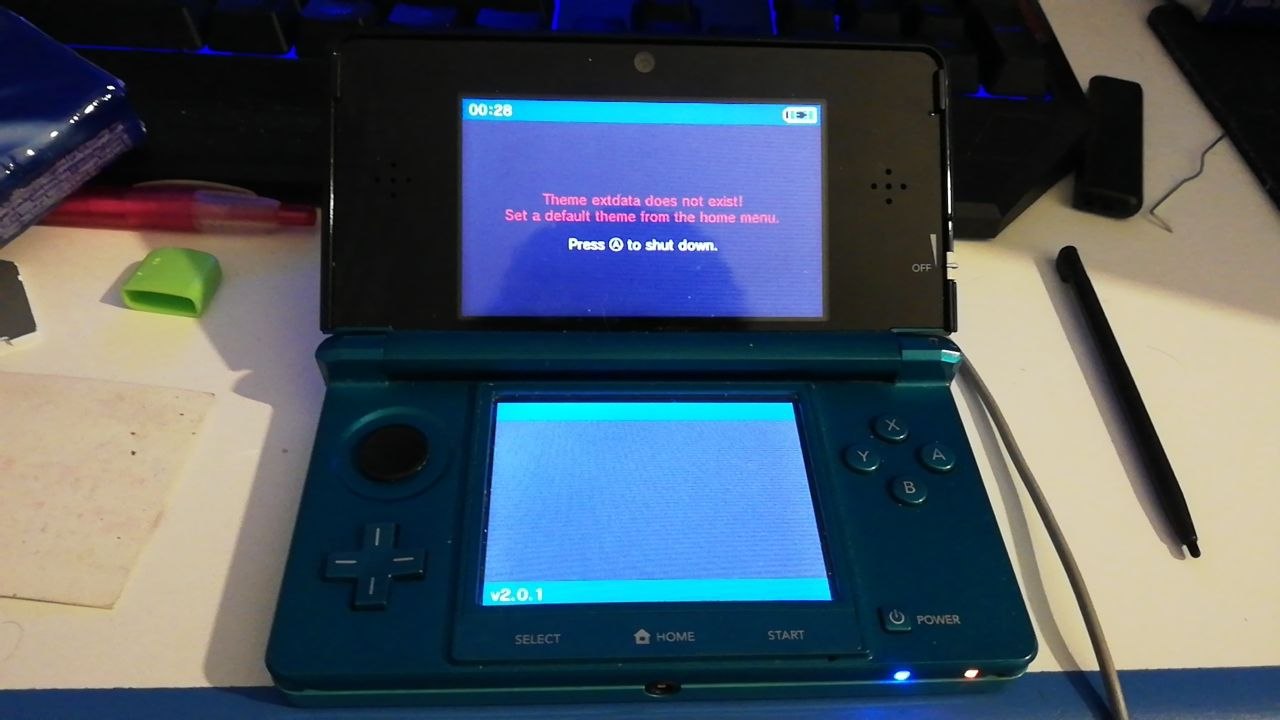 00:28
Theme extdata does not exist!
Set a default theme from the home menu.
Press Ⓐ to shut down.
OFF
X
Y
A
B
v2.0.1
SELECT
HOME
START
POWER